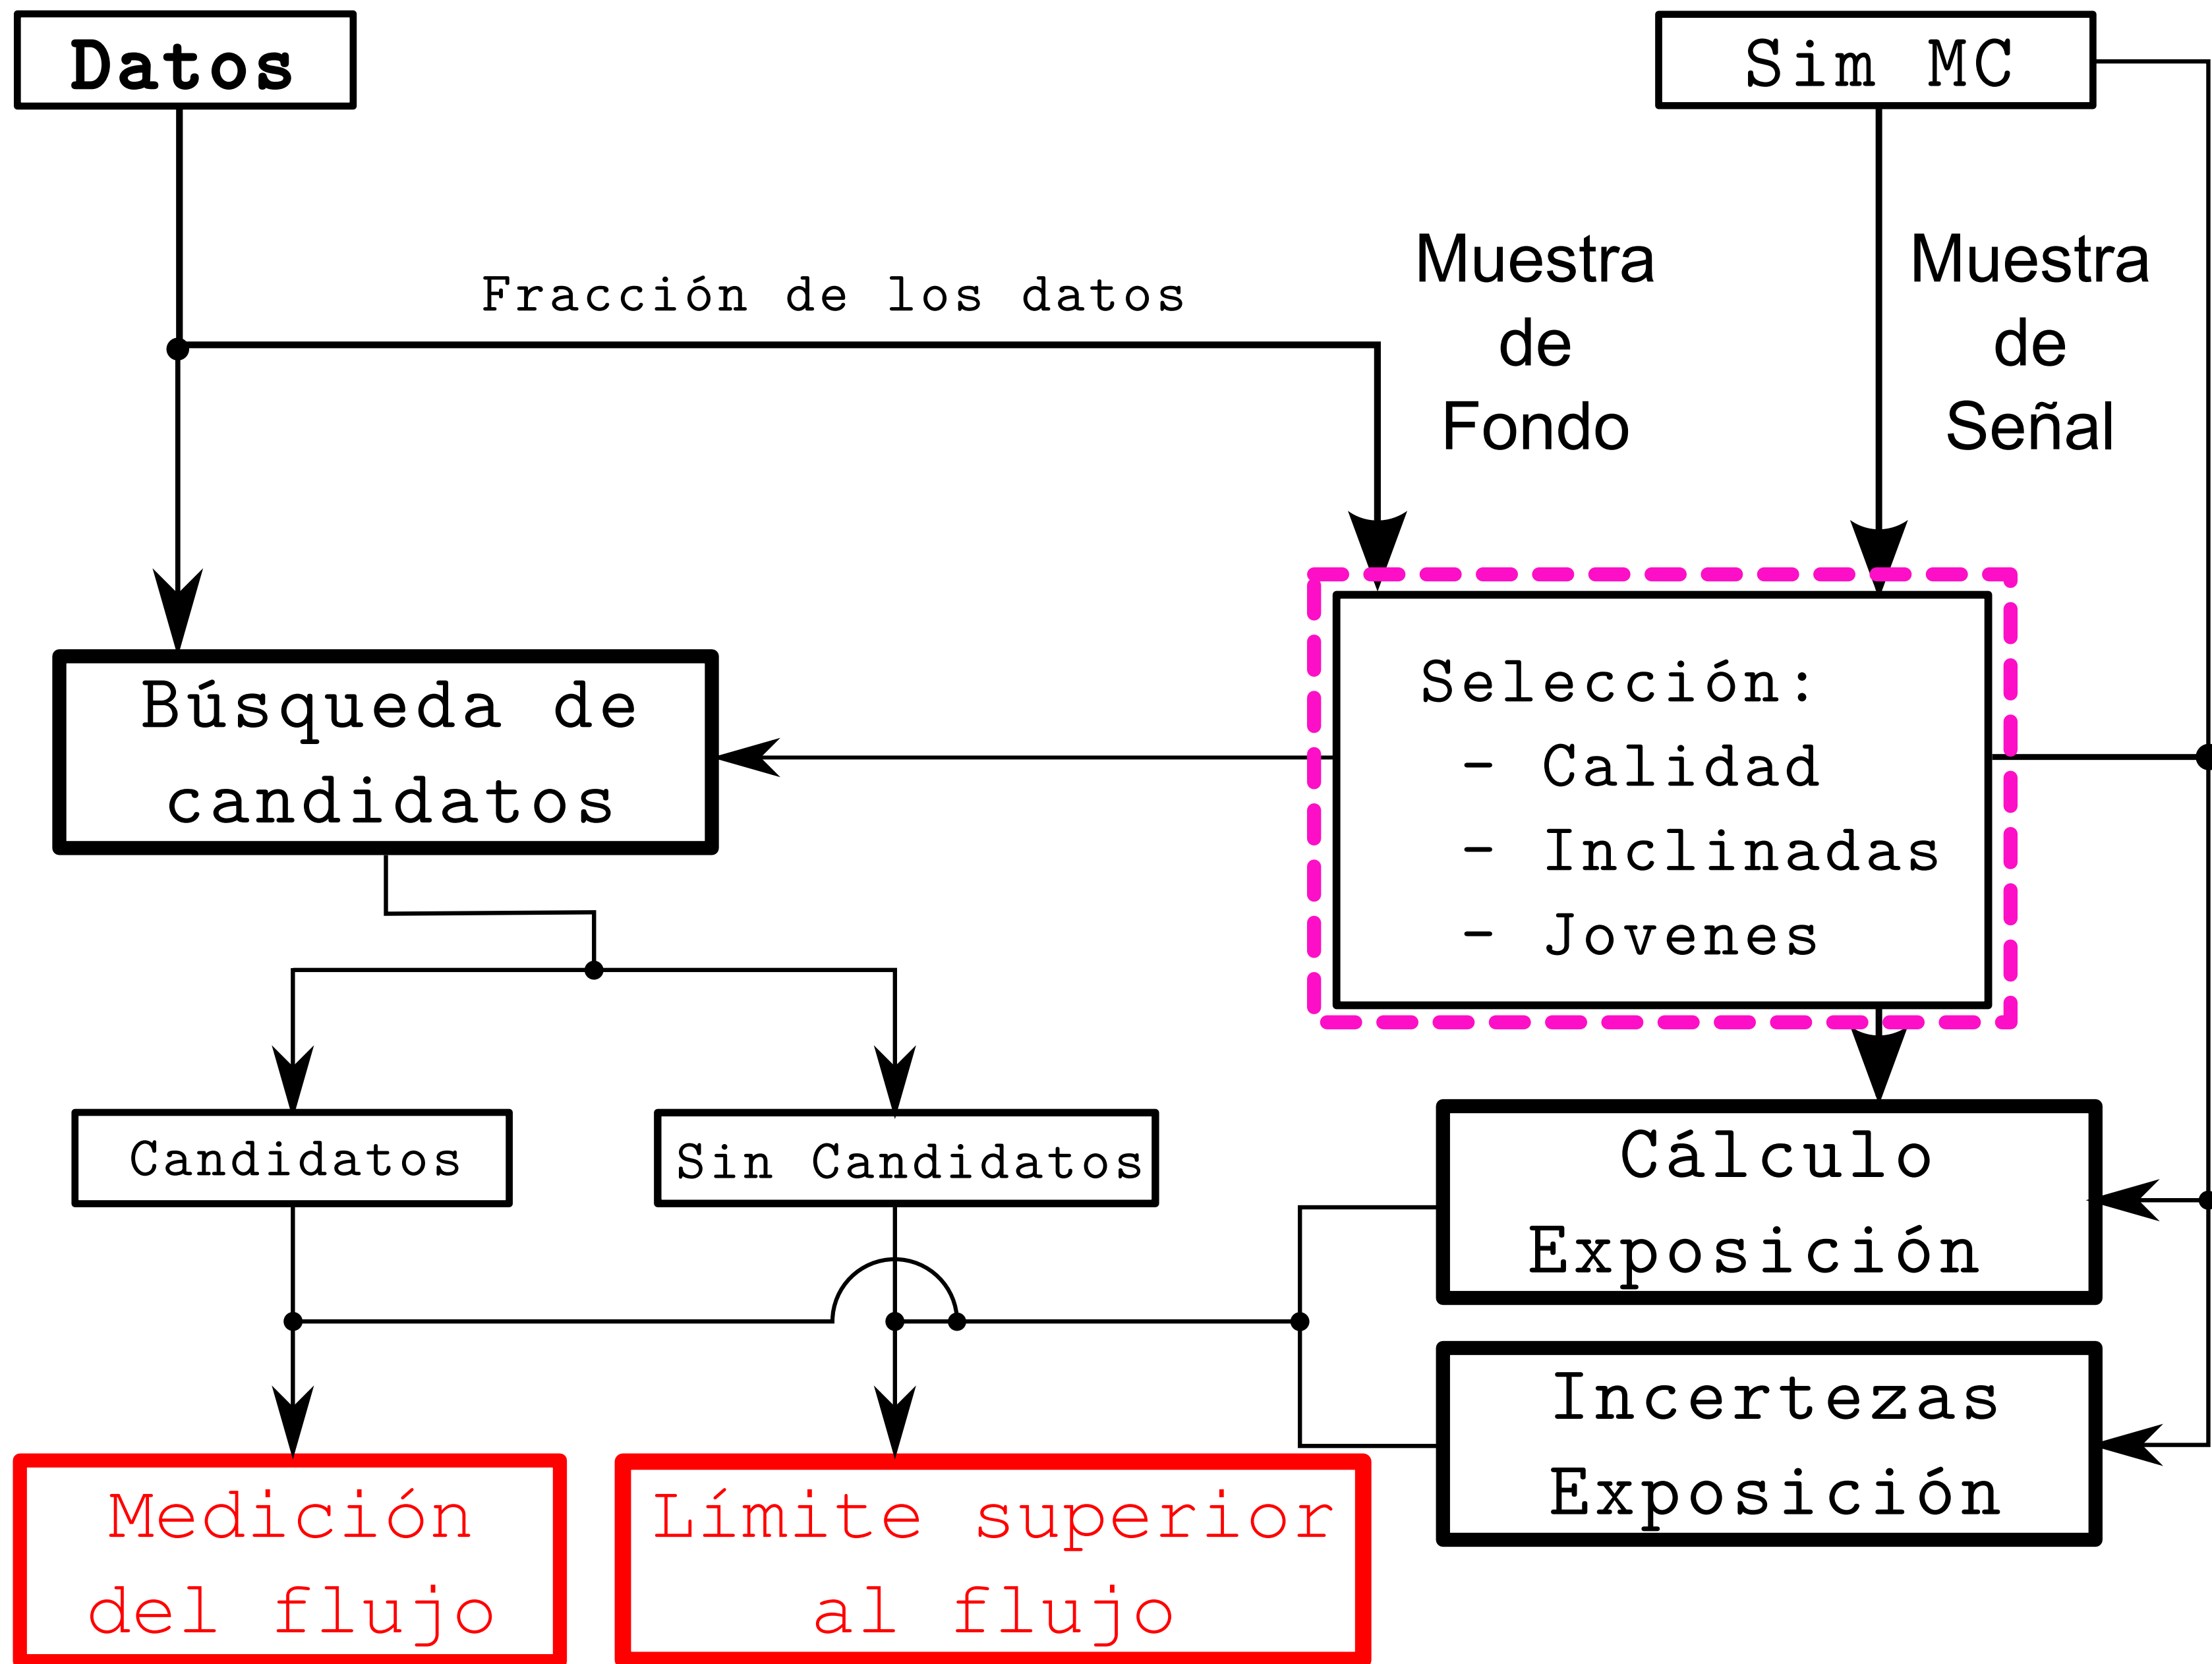 Datos
Sim MC
Fracción de los datos
Muestra
de
Fondo
Muestra
de
Señal
Búsqueda de
candidatos
Selección:
- Calidad
- Inclinadas
- Jovenes
Candidatos
Sin Candidatos
Cálculo
Exposición
Incertezas
Exposición
Medición
del flujo
Límite superior
al flujo